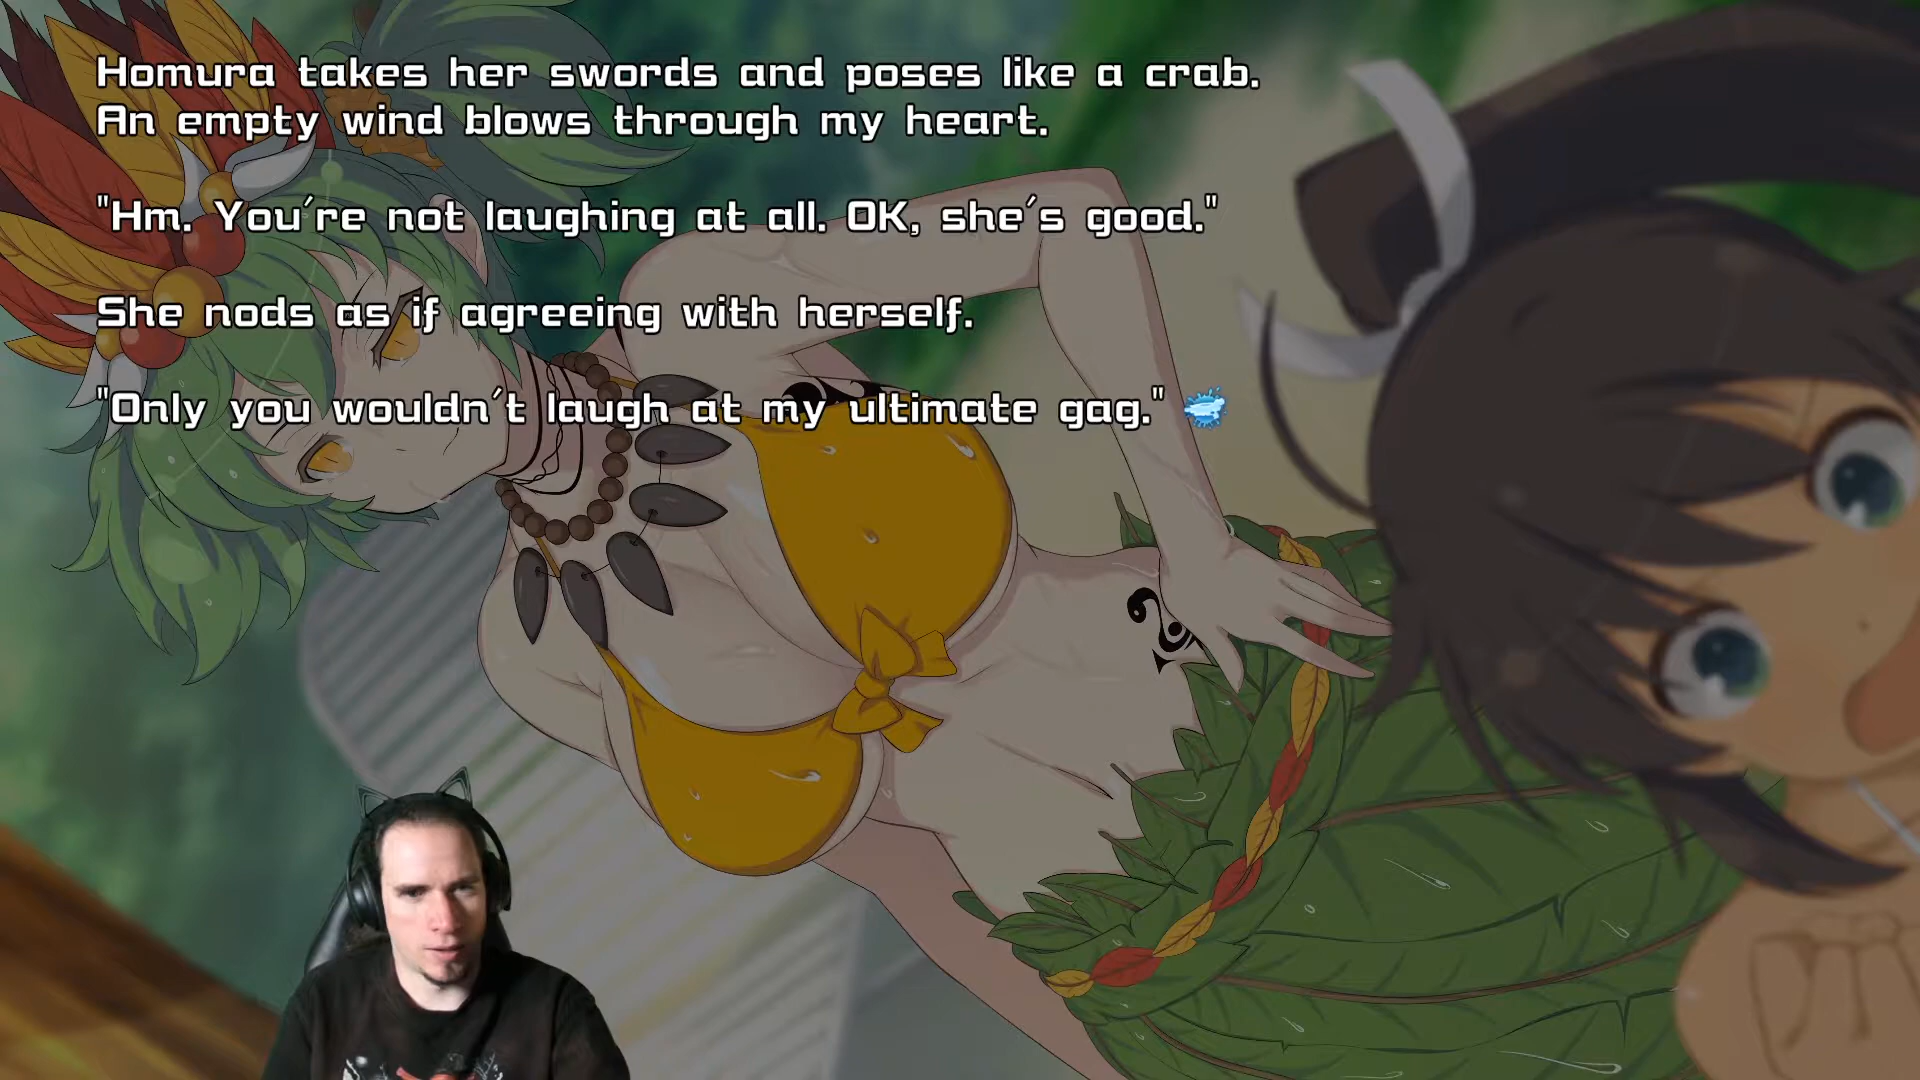 Homura takes her swords and poses like a crab.
An empty wind blows through my heart.
"Hm. You're not laughing at all. OK, she's good."
She nods as if agreeing with herself.
"Only you wouldn't laugh at my ultimate gag."